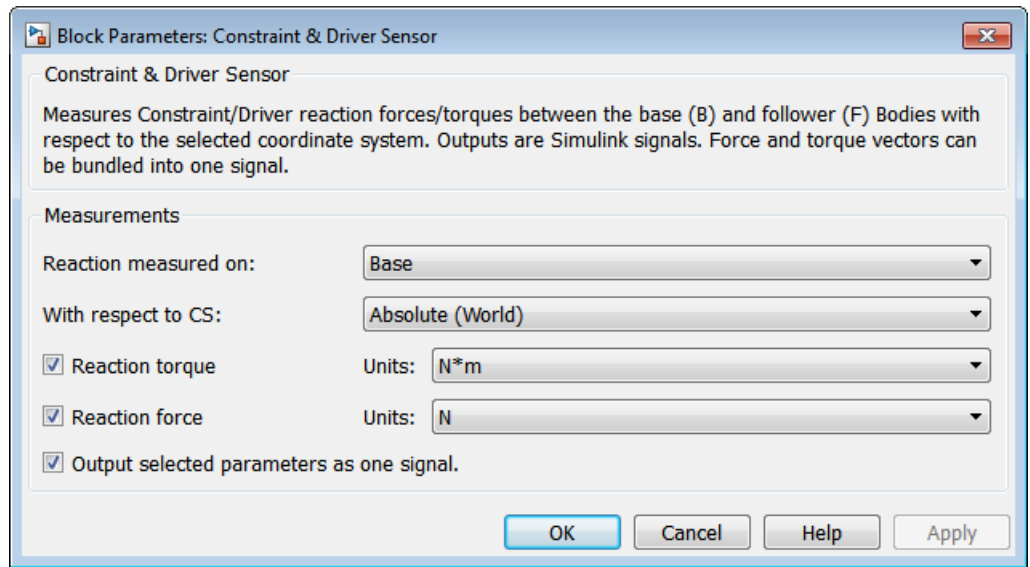 Block Parameters: Constraint & Driver Sensor
Constraint & Driver Sensor
Measures Constraint/Driver reaction forces/torques between the base (B) and follower (F) Bodies with
respect to the selected coordinate system. Outputs are Simulink signals. Force and torque vectors can
be bundled into one signal.
Measurements
Reaction measured on: Base
With respect to CS: Absolute (World)
Reaction torque Units: N*m
Reaction force Units: N
Output selected parameters as one signal.
OK Cancel Help Apply